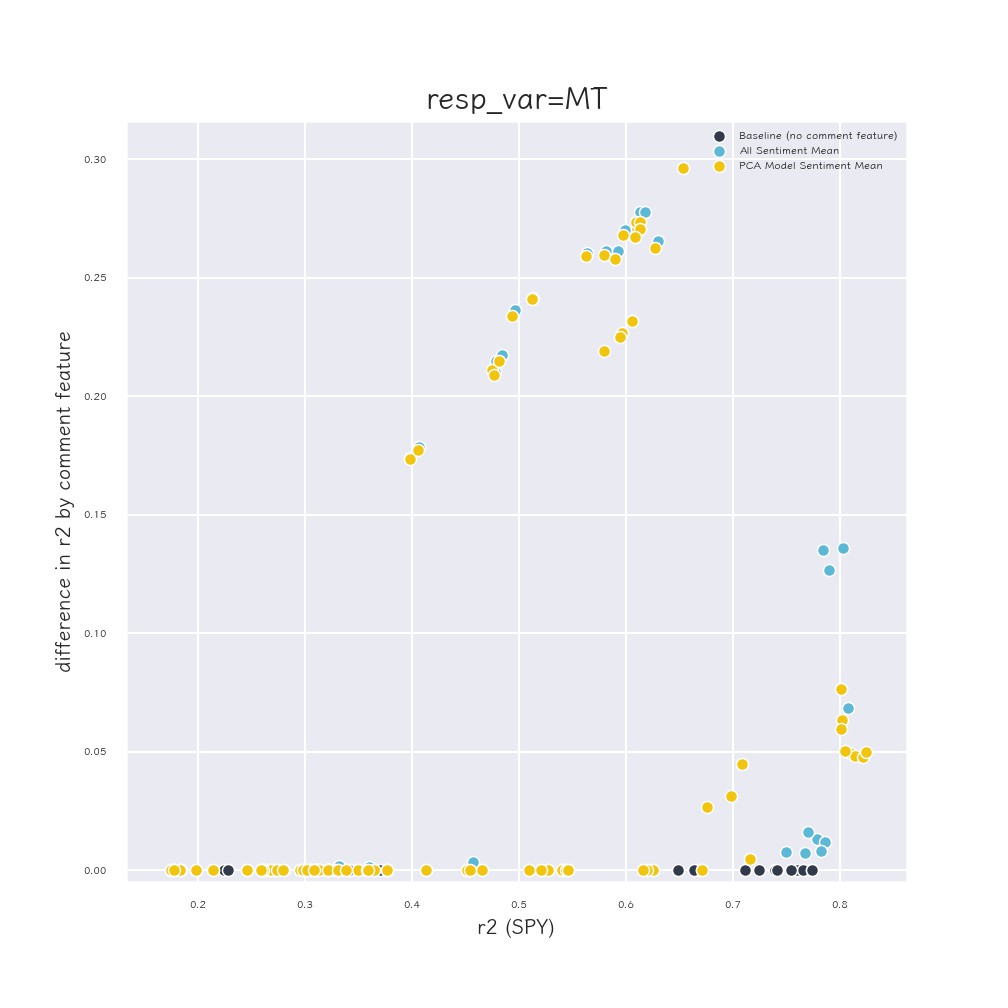 resp_var=MT
Baseline (no comment feature)
All Sentiment Mean
PCA Model Sentiment Mean
0.30
0.25
0.20
0.15
0.10
0.05
0.00
difference in r2 by comment feature
0.2 0.3 0.4 0.5 0.6 0.7 0.8
r2 (SPY)